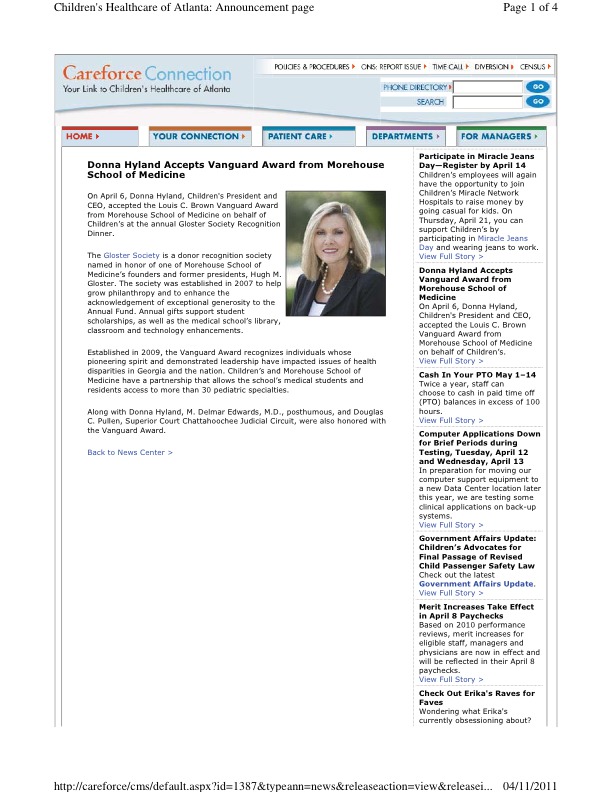 Children's Healthcare of Atlanta: Announcement page
Page 1 of 4
Careforce Connection
Your Link to Children's Healthcare of Atlanta
POLICIES & PROCEDURES
ONS: REPORT ISSUE
TIME CALL
DIVERSION
CENSUS
PHONE DIRECTORY
GO
SEARCH
GO
HOME
YOUR CONNECTION
PATIENT CARE
DEPARTMENTS
FOR MANAGERS
Donna Hyland Accepts Vanguard Award from Morehouse
School of Medicine
On April 6, Donna Hyland, Children's President and
CEO, accepted the Louis C. Brown Vanguard Award
from Morehouse School of Medicine on behalf of
Children's at the annual Gloster Society Recognition
Dinner.
The Gloster Society is a donor recognition society
named in honor of one of Morehouse School of
Medicine's founders and former presidents, Hugh M.
Gloster. The society was established in 2007 to help
grow philanthropy and to enhance the
acknowledgement of exceptional generosity to the
Annual Fund. Annual gifts support student
scholarships, as well as the medical school's library,
classroom and technology enhancements.
Established in 2009, the Vanguard Award recognizes individuals whose
pioneering spirit and demonstrated leadership have impacted issues of health
disparities in Georgia and the nation. Children's and Morehouse School of
Medicine have a partnership that allows the school's medical students and
residents access to more than 30 pediatric specialties.
Along with Donna Hyland, M. Delmar Edwards, M.D., posthumous, and Douglas
C. Pullen, Superior Court Chattahoochee Judicial Circuit, were also honored with
the Vanguard Award.
Back to News Center >
Participate in Miracle Jeans
Day—Register by April 14
Children's employees will again
have the opportunity to join
Children's Miracle Network
Hospitals to raise money by
going casual for kids. On
Thursday, April 21, you can
support Children's by
participating in Miracle Jeans
Day and wearing jeans to work.
View Full Story >
Donna Hyland Accepts
Vanguard Award from
Morehouse School of
Medicine
On April 6, Donna Hyland,
Children's President and CEO,
accepted the Louis C. Brown
Vanguard Award from
Morehouse School of Medicine
on behalf of Children's.
View Full Story >
Cash In Your PTO May 1–14
Twice a year, staff can
choose to cash in paid time off
(PTO) balances in excess of 100
hours.
View Full Story >
Computer Applications Down
for Brief Periods during
Testing, Tuesday, April 12
and Wednesday, April 13
In preparation for moving our
computer support equipment to
a new Data Center location later
this year, we are testing some
clinical applications on back-up
systems.
View Full Story >
Government Affairs Update:
Children's Advocates for
Final Passage of Revised
Child Passenger Safety Law
Check out the latest
Government Affairs Update.
View Full Story >
Merit Increases Take Effect
in April 8 Paychecks
Based on 2010 performance
reviews, merit increases for
eligible staff, managers and
physicians are now in effect and
will be reflected in their April 8
paychecks.
View Full Story >
Check Out Erika's Raves for
Faves
Wondering what Erika's
currently obsessioning about?
http://careforce/cms/default.aspx?id=1387&typeann=news&releaseaction=view&releasei...
04/11/2011